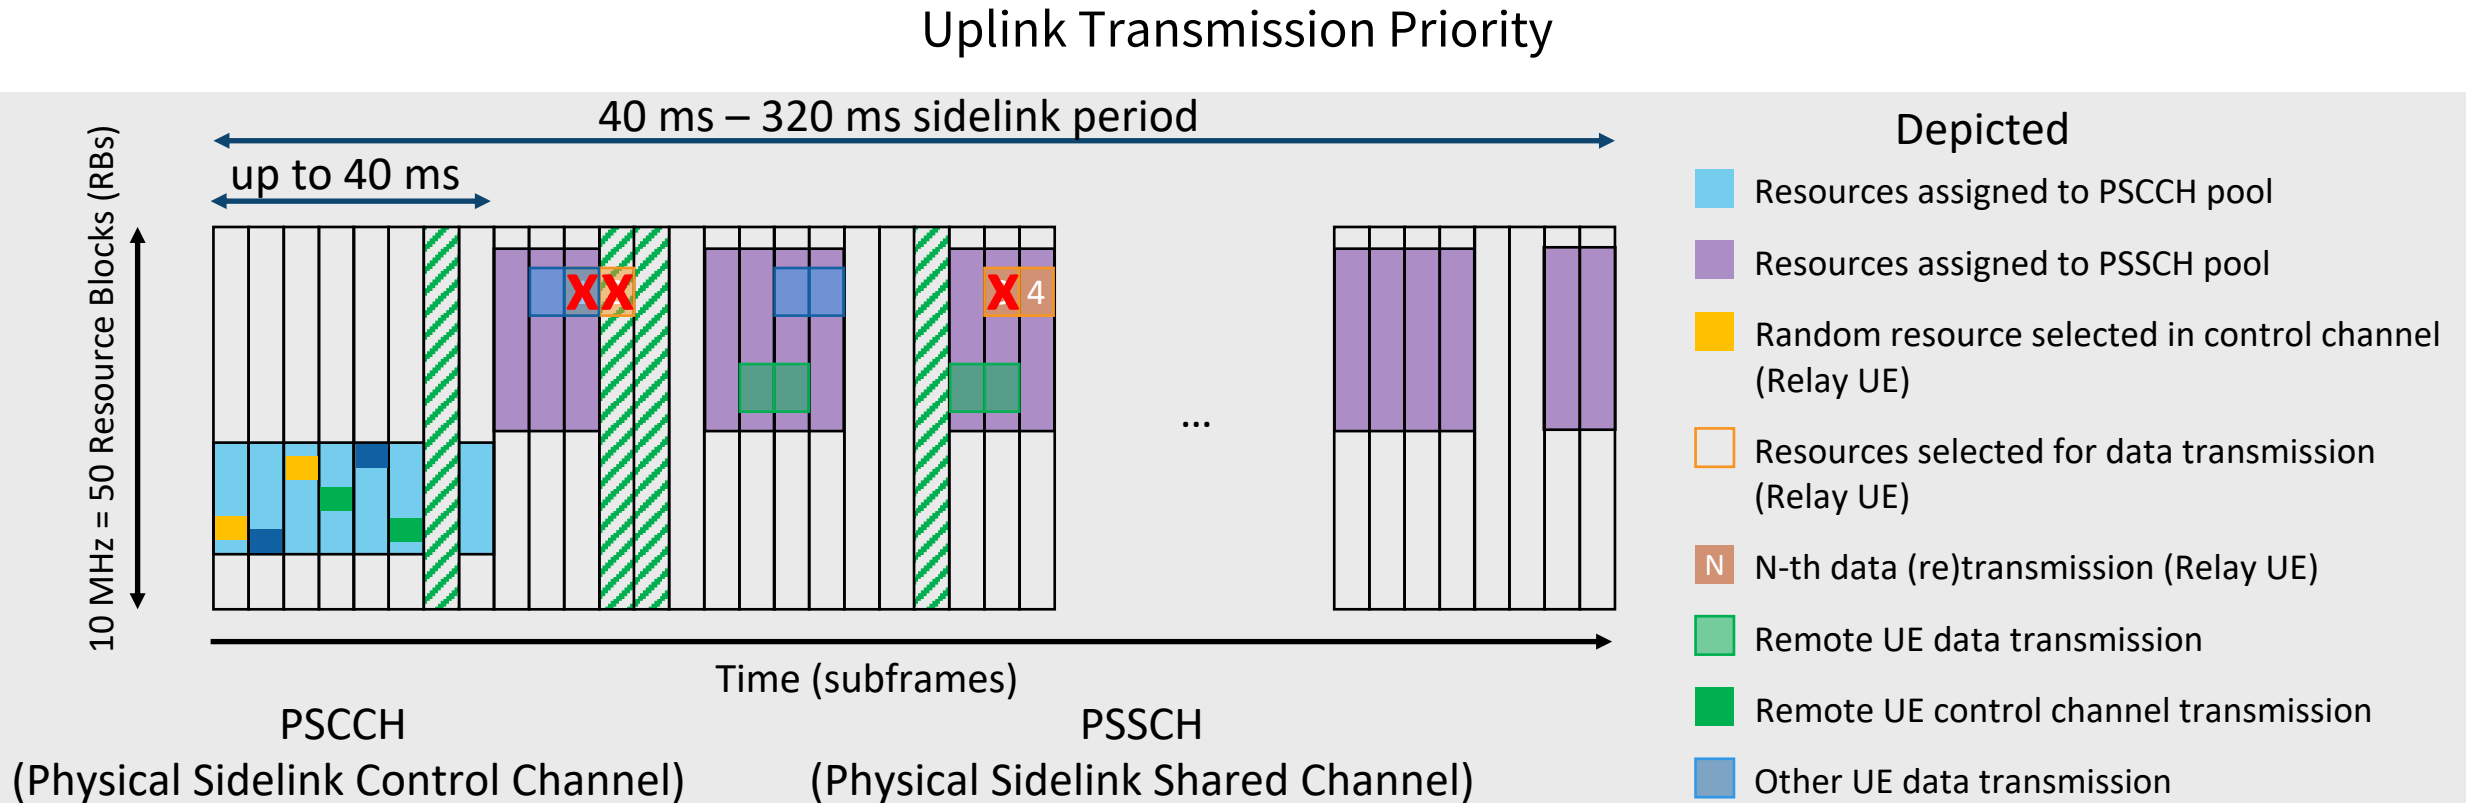 Uplink Transmission Priority
40 ms – 320 ms sidelink period
up to 40 ms
10 MHz = 50 Resource Blocks (RBs)
X X
X 4
...
Time (subframes)
PSCCH
(Physical Sidelink Control Channel)
PSSCH
(Physical Sidelink Shared Channel)
Depicted
Resources assigned to PSCCH pool
Resources assigned to PSSCH pool
Random resource selected in control channel
(Relay UE)
Resources selected for data transmission
(Relay UE)
N N-th data (re)transmission (Relay UE)
Remote UE data transmission
Remote UE control channel transmission
Other UE data transmission